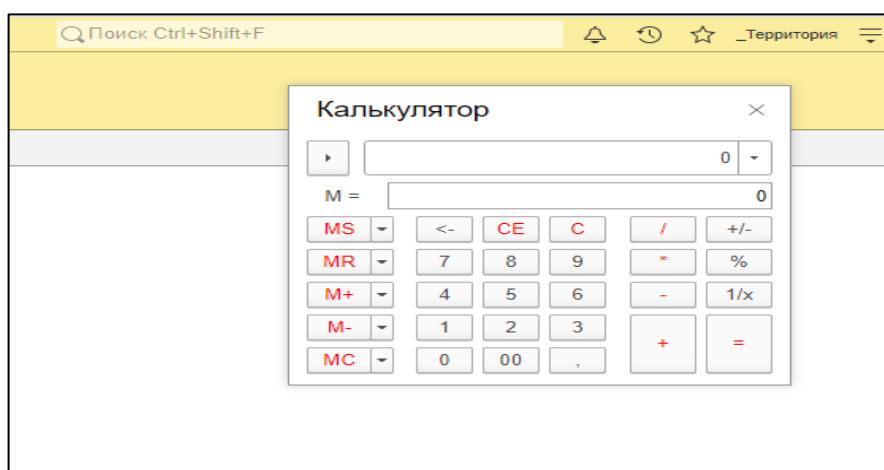 Поиск Ctrl+Shift+F _Территория
Калькулятор
0
M = 0
MS <- CE C / +/-
MR 7 8 9 * %
M+ 4 5 6 - 1/x
M- 1 2 3 + =
MC 0 00 ,